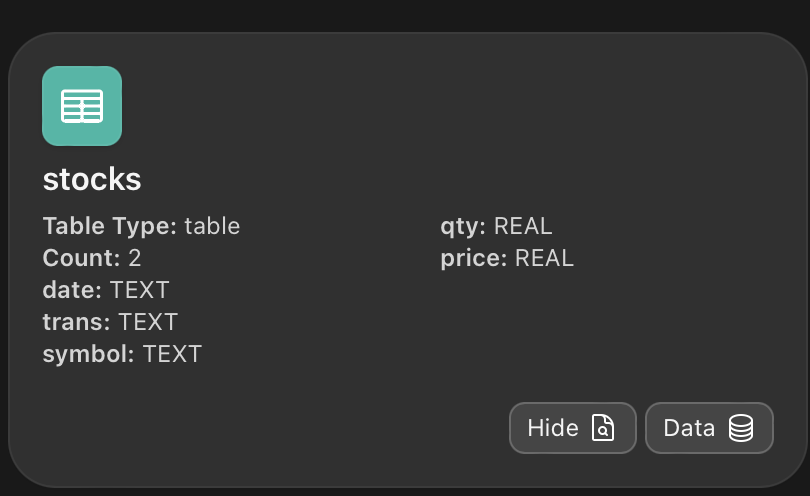 stocks
Table Type: table
Count: 2
date: TEXT
trans: TEXT
symbol: TEXT
qty: REAL
price: REAL
Hide
Data